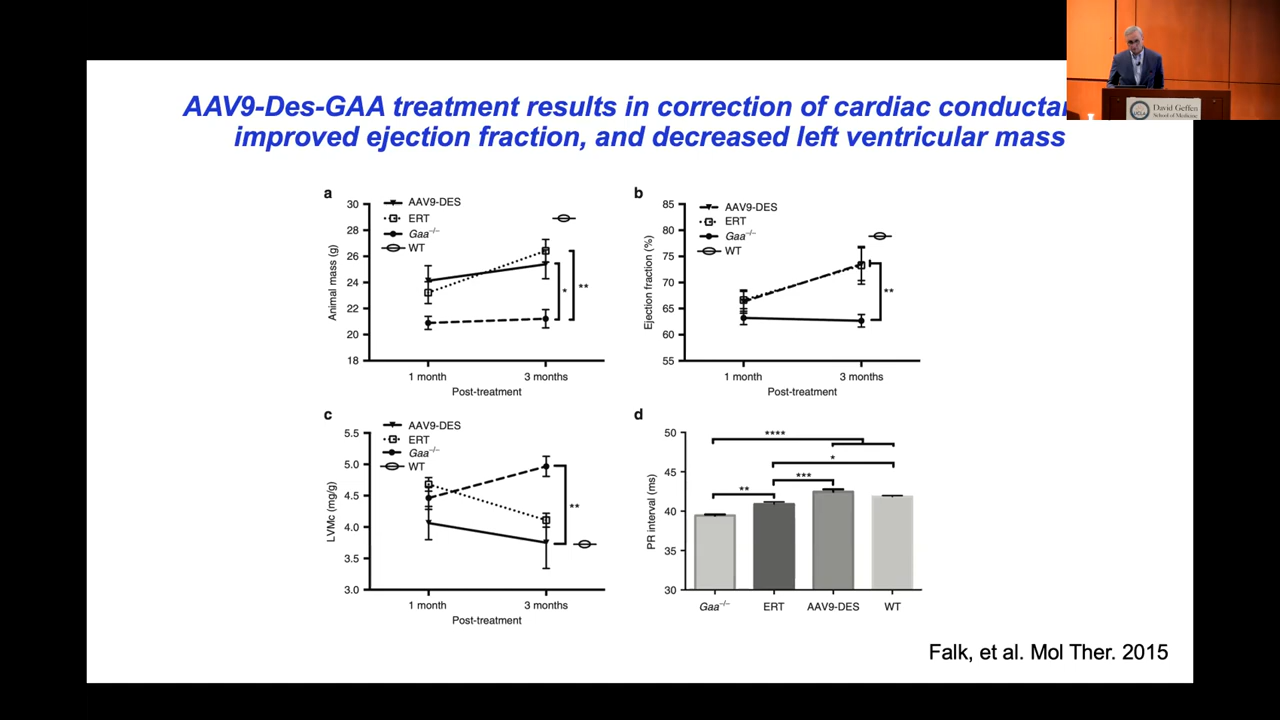 AAV9-Des-GAA treatment results in correction of cardiac
improved ejection fraction, and decreased left ventricular mass
David Geffen
School of Medicine
UCLA
a
30
28
26
24
22
20
18
Animal mass (g)
AAV9-DES
ERT
Gaa−/−
WT
*
**
1 month
3 months
Post-treatment
b
85
80
75
70
65
60
55
Ejection fraction (%)
AAV9-DES
ERT
Gaa−/−
WT
**
1 month
3 months
Post-treatment
c
5.5
5.0
4.5
4.0
3.5
3.0
LVMc (mg/g)
AAV9-DES
ERT
Gaa−/−
WT
**
1 month
3 months
Post-treatment
d
50
45
40
35
30
PR interval (ms)
****
*
***
**
Gaa−/−
ERT
AAV9-DES
WT
Falk, et al. Mol Ther. 2015